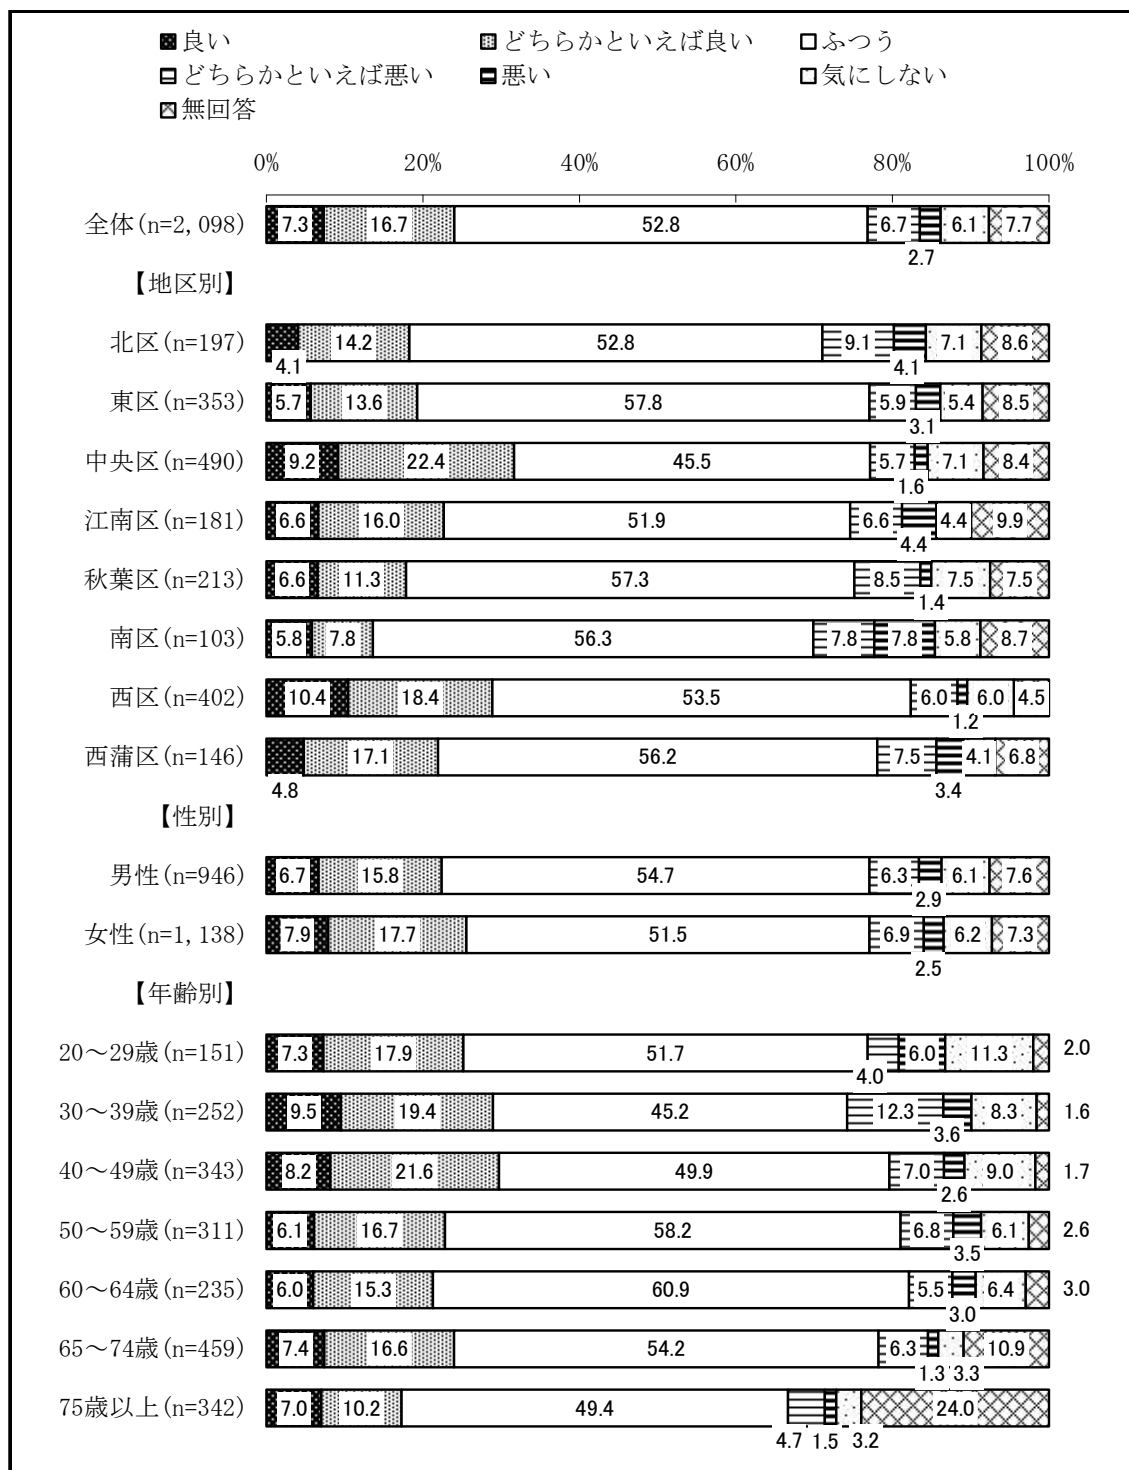 良い どちらかといえば良い ふつう
どちらかといえば悪い 悪い 気にしない
無回答
0% 20% 40% 60% 80% 100%
全体(n=2,098) 7.3 16.7 52.8 6.7 2.7 6.1 7.7
【地区別】
北区(n=197) 4.1 14.2 52.8 9.1 4.1 7.1 8.6
東区(n=353) 5.7 13.6 57.8 5.9 3.1 5.4 8.5
中央区(n=490) 9.2 22.4 45.5 5.7 1.6 7.1 8.4
江南区(n=181) 6.6 16.0 51.9 6.6 4.4 4.4 9.9
秋葉区(n=213) 6.6 11.3 57.3 8.5 1.4 7.5 7.5
南区(n=103) 5.8 7.8 56.3 7.8 7.8 5.8 8.7
西区(n=402) 10.4 18.4 53.5 6.0 1.2 6.0 4.5
西蒲区(n=146) 4.8 17.1 56.2 7.5 3.4 4.1 6.8
【性別】
男性(n=946) 6.7 15.8 54.7 6.3 2.9 6.1 7.6
女性(n=1,138) 7.9 17.7 51.5 6.9 2.5 6.2 7.3
【年齢別】
20～29歳(n=151) 7.3 17.9 51.7 4.0 6.0 11.3 2.0
30～39歳(n=252) 9.5 19.4 45.2 12.3 3.6 8.3 1.6
40～49歳(n=343) 8.2 21.6 49.9 7.0 2.6 9.0 1.7
50～59歳(n=311) 6.1 16.7 58.2 6.8 3.5 6.1 2.6
60～64歳(n=235) 6.0 15.3 60.9 5.5 3.0 6.4 3.0
65～74歳(n=459) 7.4 16.6 54.2 6.3 1.3 3.3 10.9
75歳以上(n=342) 7.0 10.2 49.4 4.7 1.5 3.2 24.0